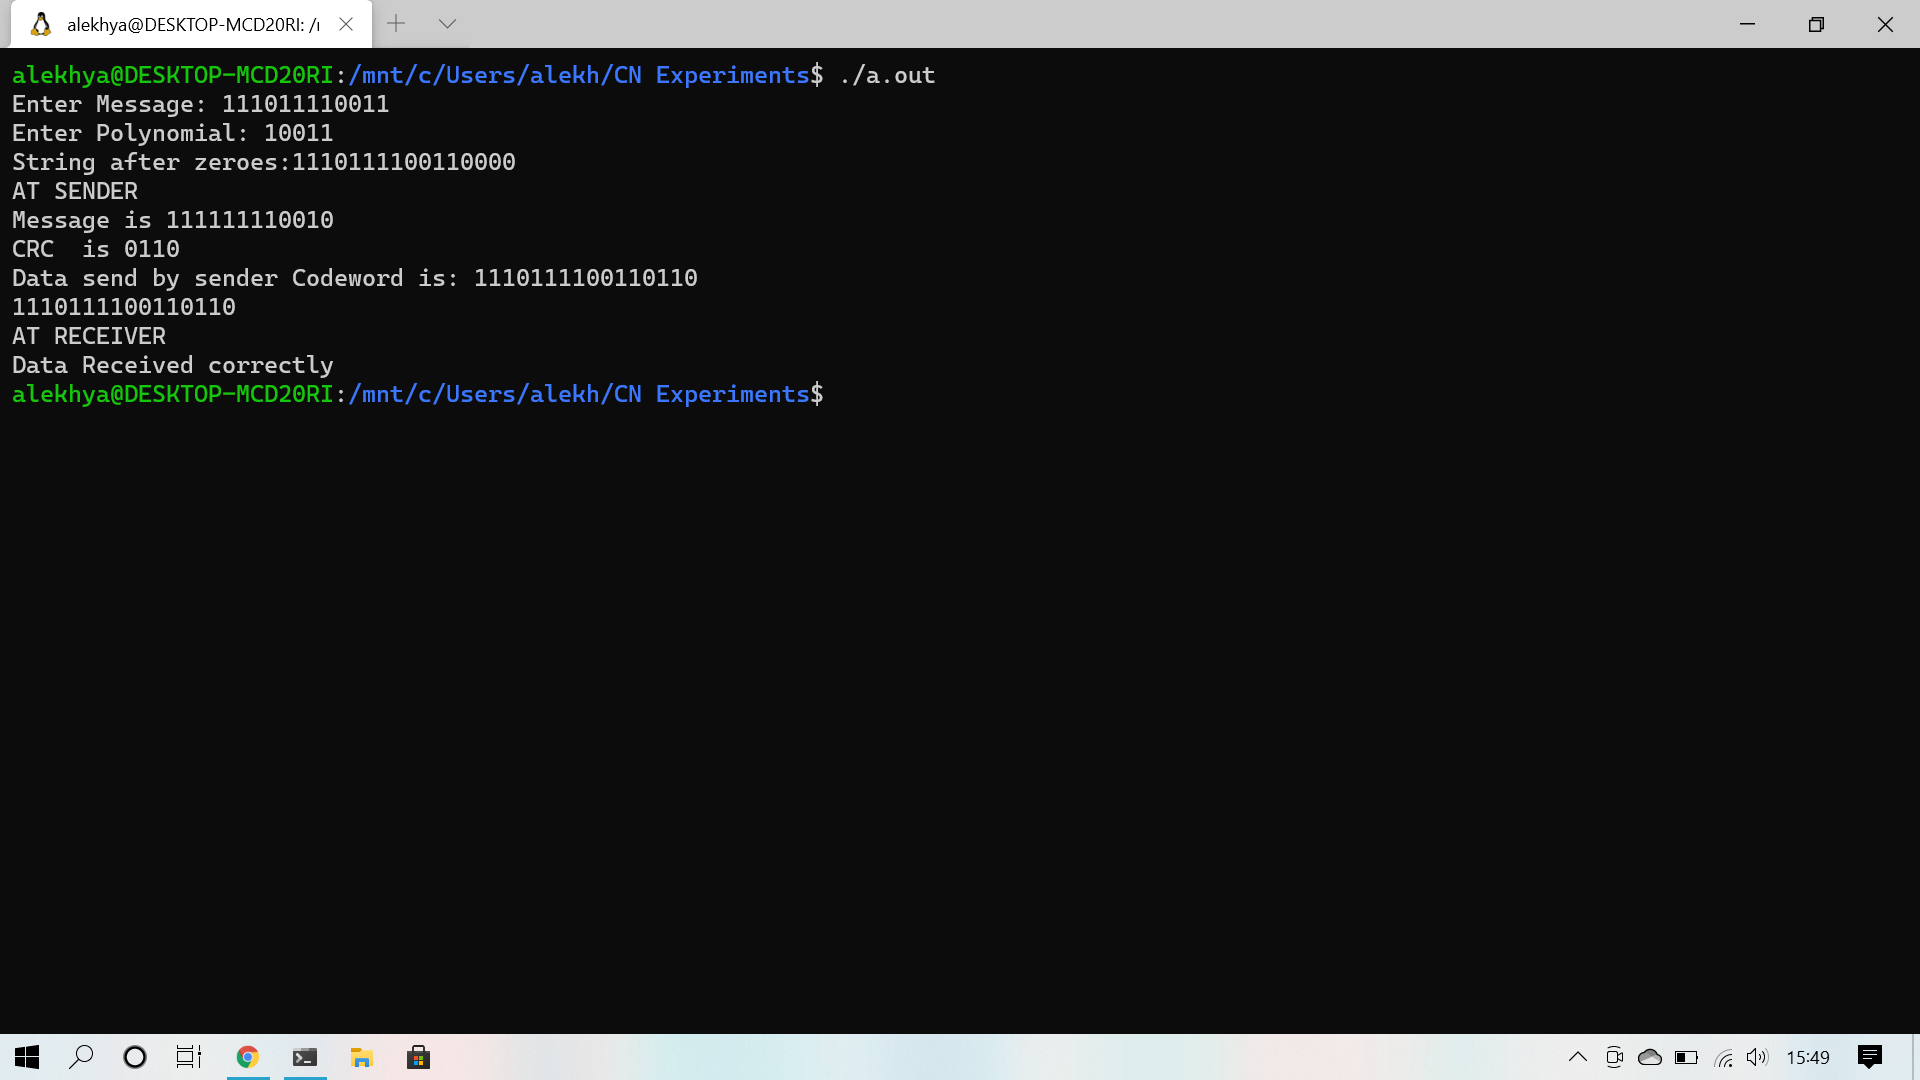 alekhya@DESKTOP-MCD20RI: /r
alekhya@DESKTOP-MCD20RI:/mnt/c/Users/alekh/CN Experiments$ ./a.out
Enter Message: 111011110011
Enter Polynomial: 10011
String after zeroes:1110111100110000
AT SENDER
Message is 111111110010
CRC  is 0110
Data send by sender Codeword is: 1110111100110110
1110111100110110
AT RECEIVER
Data Received correctly
alekhya@DESKTOP-MCD20RI:/mnt/c/Users/alekh/CN Experiments$
15:49